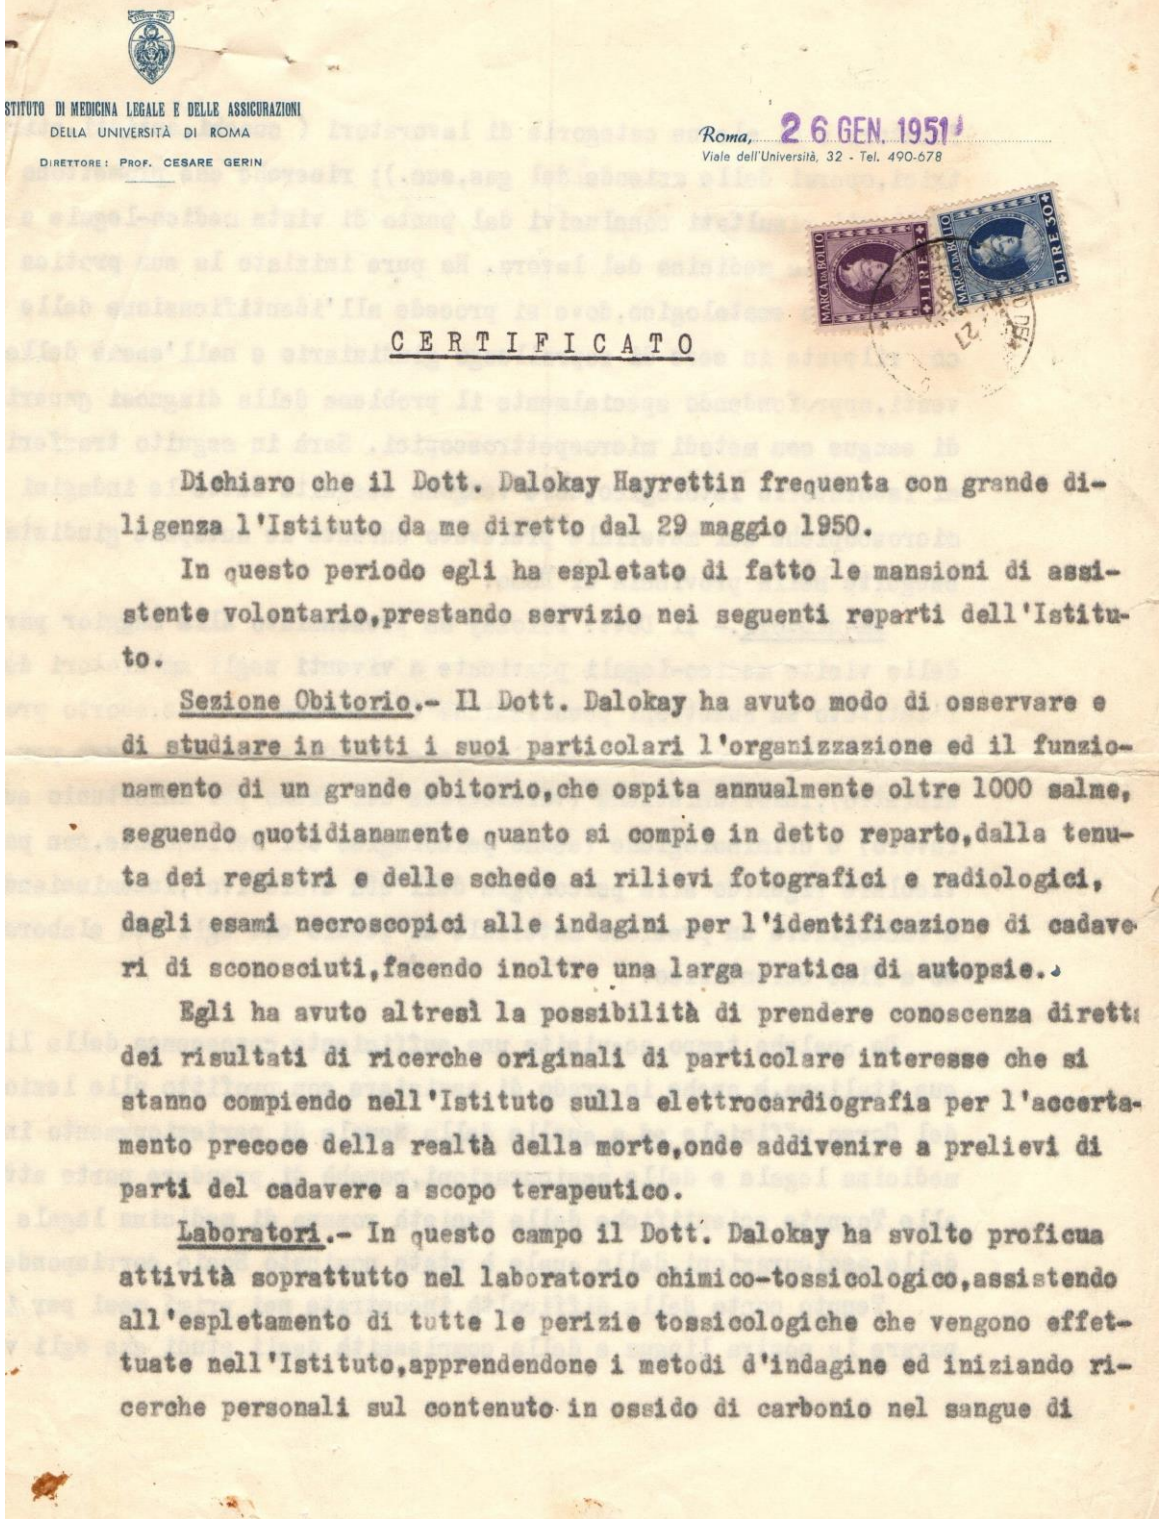 STITUTO DI MEDICINA LEGALE E DELLE ASSICURAZIONI
DELLA UNIVERSITÀ DI ROMA
DIRETTORE: PROF. CESARE GERIN
Roma, 26 GEN. 1951
Viale dell'Università, 32 - Tel. 490-678
MARCA DA BOLLO LIRE 2
MARCA DA BOLLO LIRE 30
27
CERTIFICATO
Dichiaro che il Dott. Dalokay Hayrettin frequenta con grande di-
ligenza l'Istituto da me diretto dal 29 maggio 1950.
In questo periodo egli ha espletato di fatto le mansioni di assi-
stente volontario,prestando servizio nei seguenti reparti dell'Istitu-
to.
Sezione Obitorio.- Il Dott. Dalokay ha avuto modo di osservare e
di studiare in tutti i suoi particolari l'organizzazione ed il funzio-
namento di un grande obitorio,che ospita annualmente oltre 1000 salme,
seguendo quotidianamente quanto si compie in detto reparto,dalla tenu-
ta dei registri e delle schede ai rilievi fotografici e radiologici,
dagli esami necroscopici alle indagini per l'identificazione di cadave-
ri di sconosciuti,facendo inoltre una larga pratica di autopsie.
Egli ha avuto altresì la possibilità di prendere conoscenza diretta
dei risultati di ricerche originali di particolare interesse che si
stanno compiendo nell'Istituto sulla elettrocardiografia per l'accerta-
mento precoce della realtà della morte,onde addivenire a prelievi di
parti del cadavere a scopo terapeutico.
Laboratori.- In questo campo il Dott. Dalokay ha svolto proficua
attività soprattutto nel laboratorio chimico-tossicologico,assistendo
all'espletamento di tutte le perizie tossicologiche che vengono effet-
tuate nell'Istituto,apprendendone i metodi d'indagine ed iniziando ri-
cerche personali sul contenuto in ossido di carbonio nel sangue di